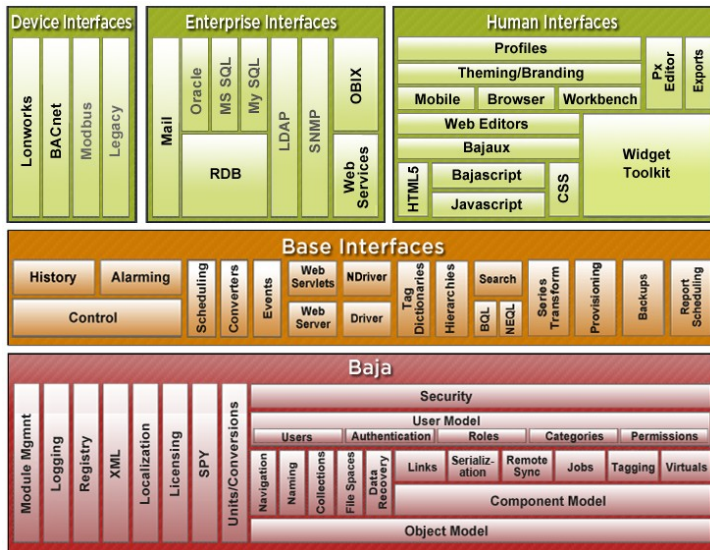 Device Interfaces
Lonworks
BACnet
Modbus
Legacy
Enterprise Interfaces
Mail
Oracle
MS SQL
My SQL
RDB
LDAP
SNMP
OBIX
Web
Services
Human Interfaces
Profiles
Theming/Branding
Mobile
Browser
Workbench
Px
Editor
Exports
Web Editors
Bajaux
HTML5
Bajascript
Javascript
CSS
Widget
Toolkit
Base Interfaces
History
Alarming
Control
Scheduling
Converters
Events
Web
Servlets
NDriver
Web
Server
Driver
Tag
Dictionaries
Hierarchies
Search
BQL
NEQL
Series
Transform
Provisioning
Backups
Report
Scheduling
Baja
Module Mgmnt
Logging
Registry
XML
Localization
Licensing
SPY
Units/Conversions
Security
User Model
Users
Authentication
Roles
Categories
Permissions
Navigation
Naming
Collections
File Spaces
Data
Recovery
Links
Serializ-
ation
Remote
Sync
Jobs
Tagging
Virtuals
Component Model
Object Model